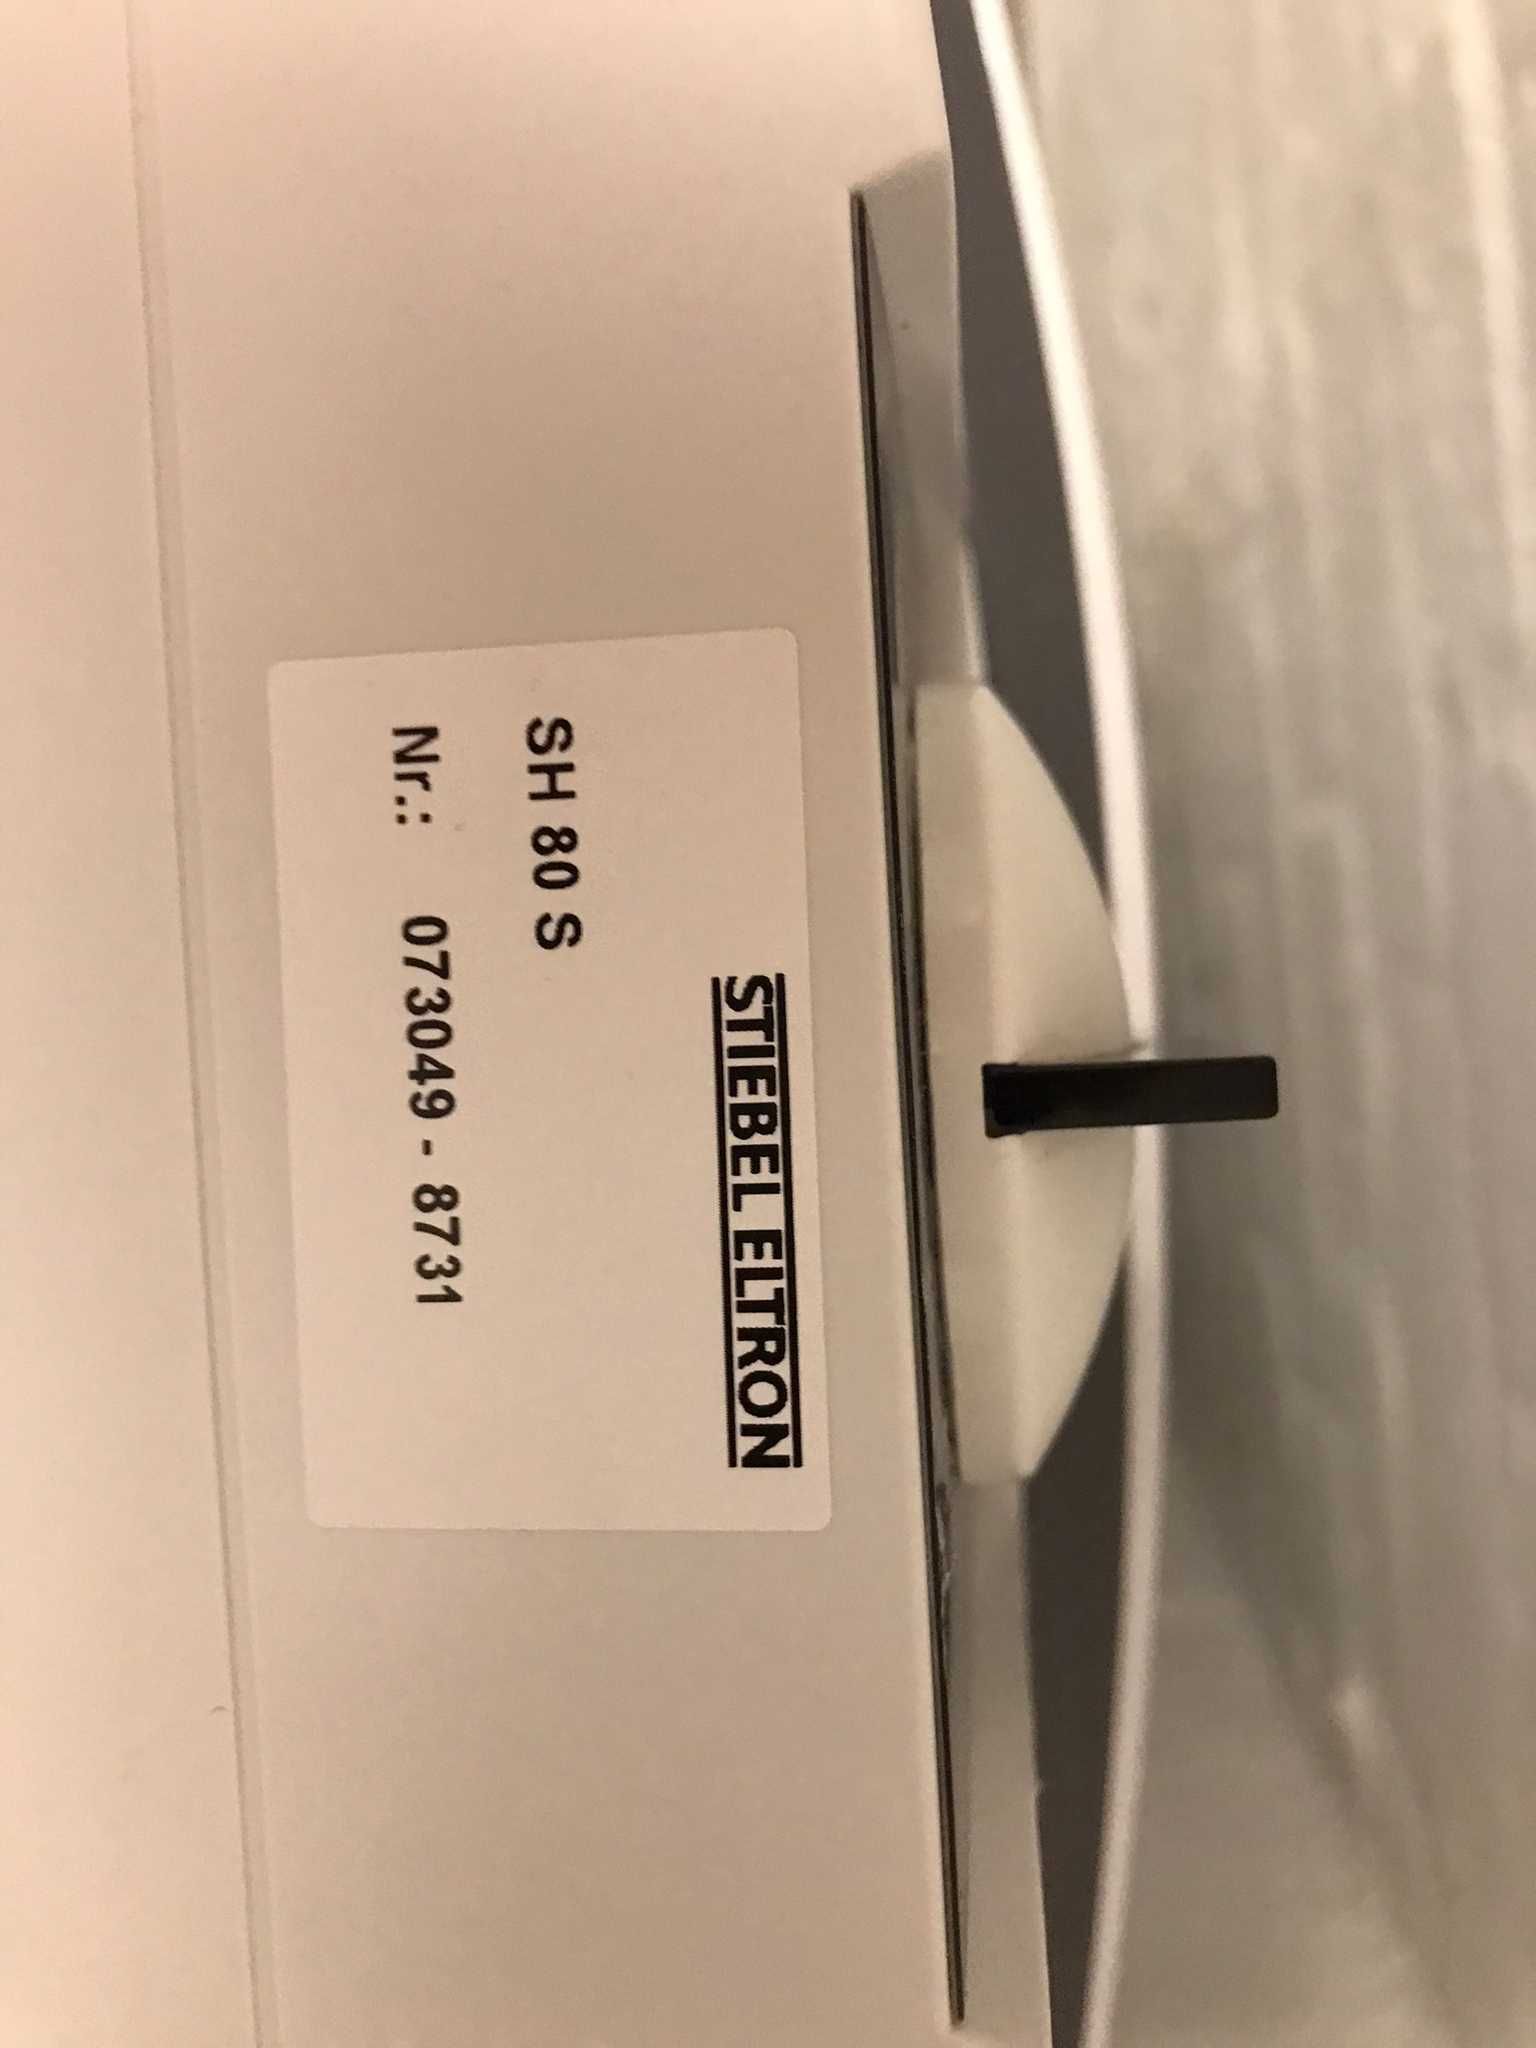 STIEBEL ELTRON
SH 80 S
Nr.: 073049 - 8731